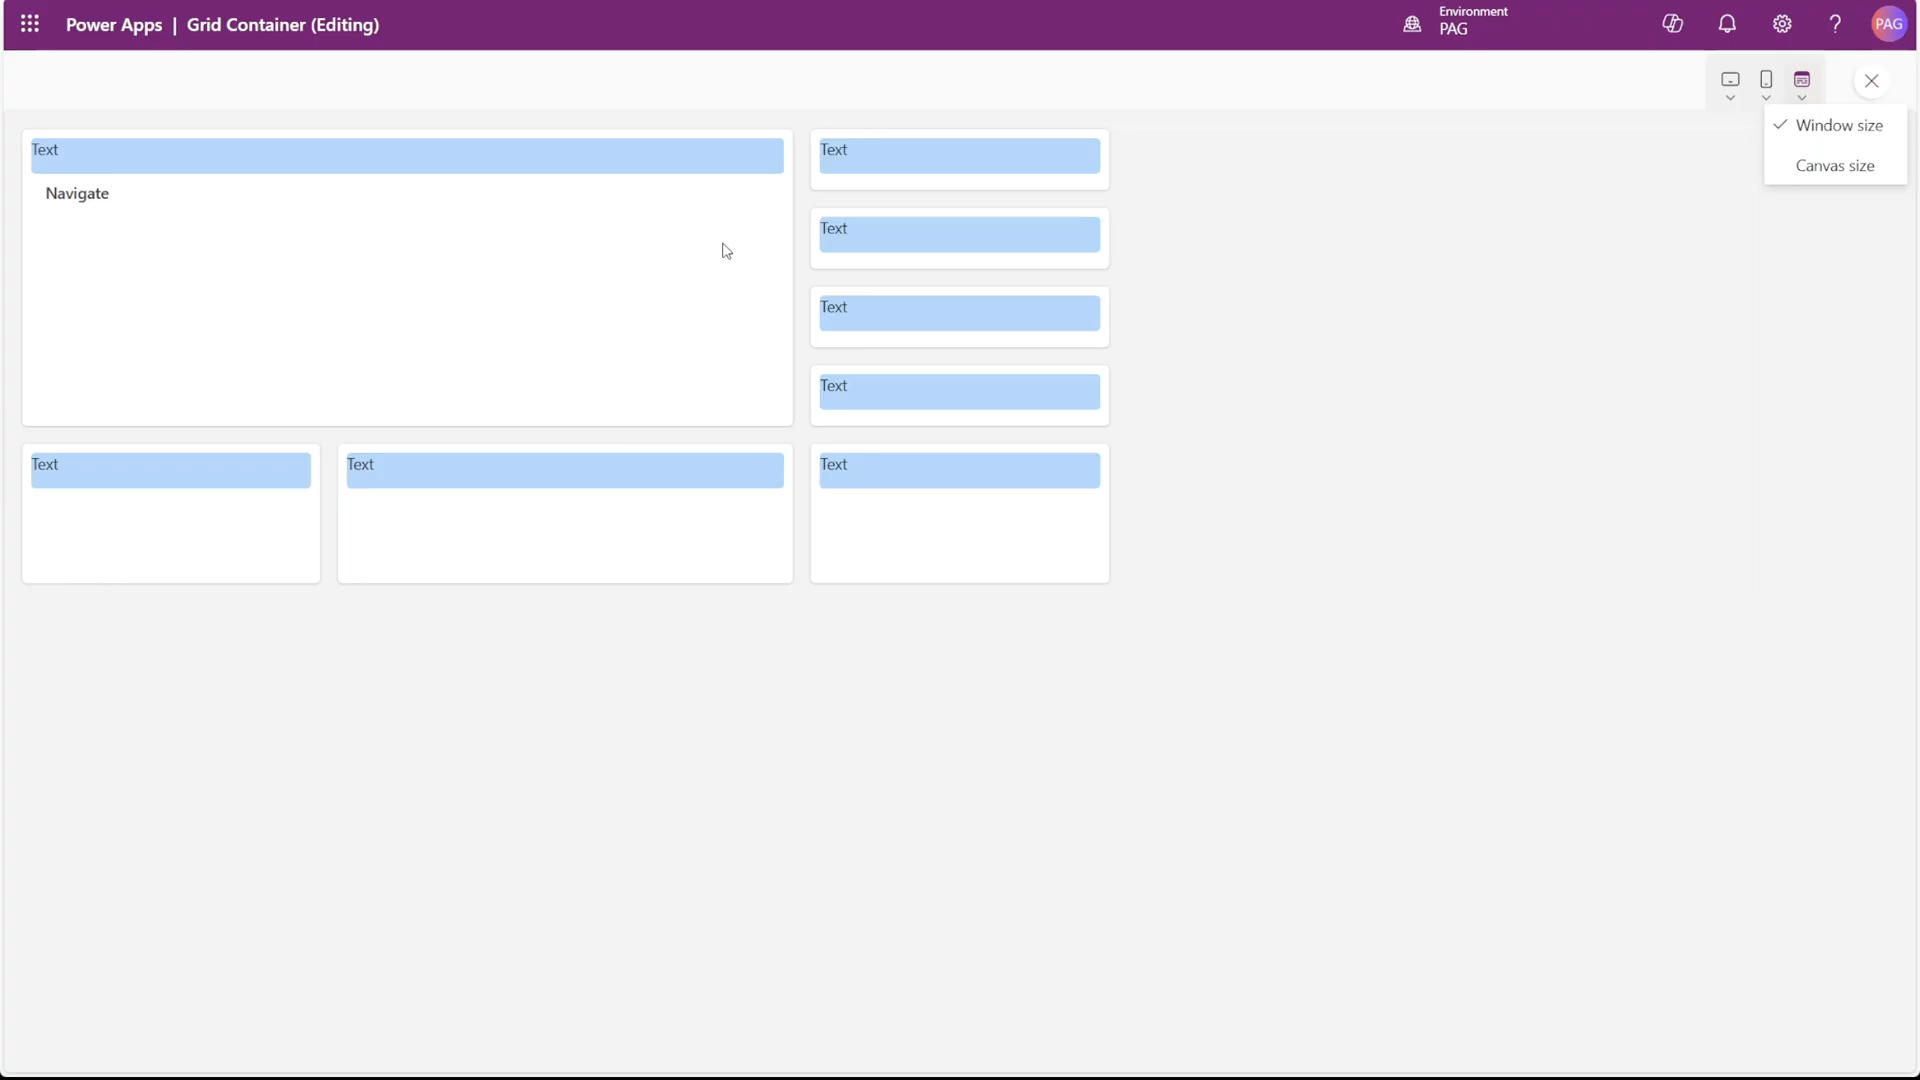 Power Apps | Grid Container (Editing)
Environment
PAG
?
PAG
Window size
Canvas size
Text
Navigate
Text
Text
Text
Text
Text
Text
Text